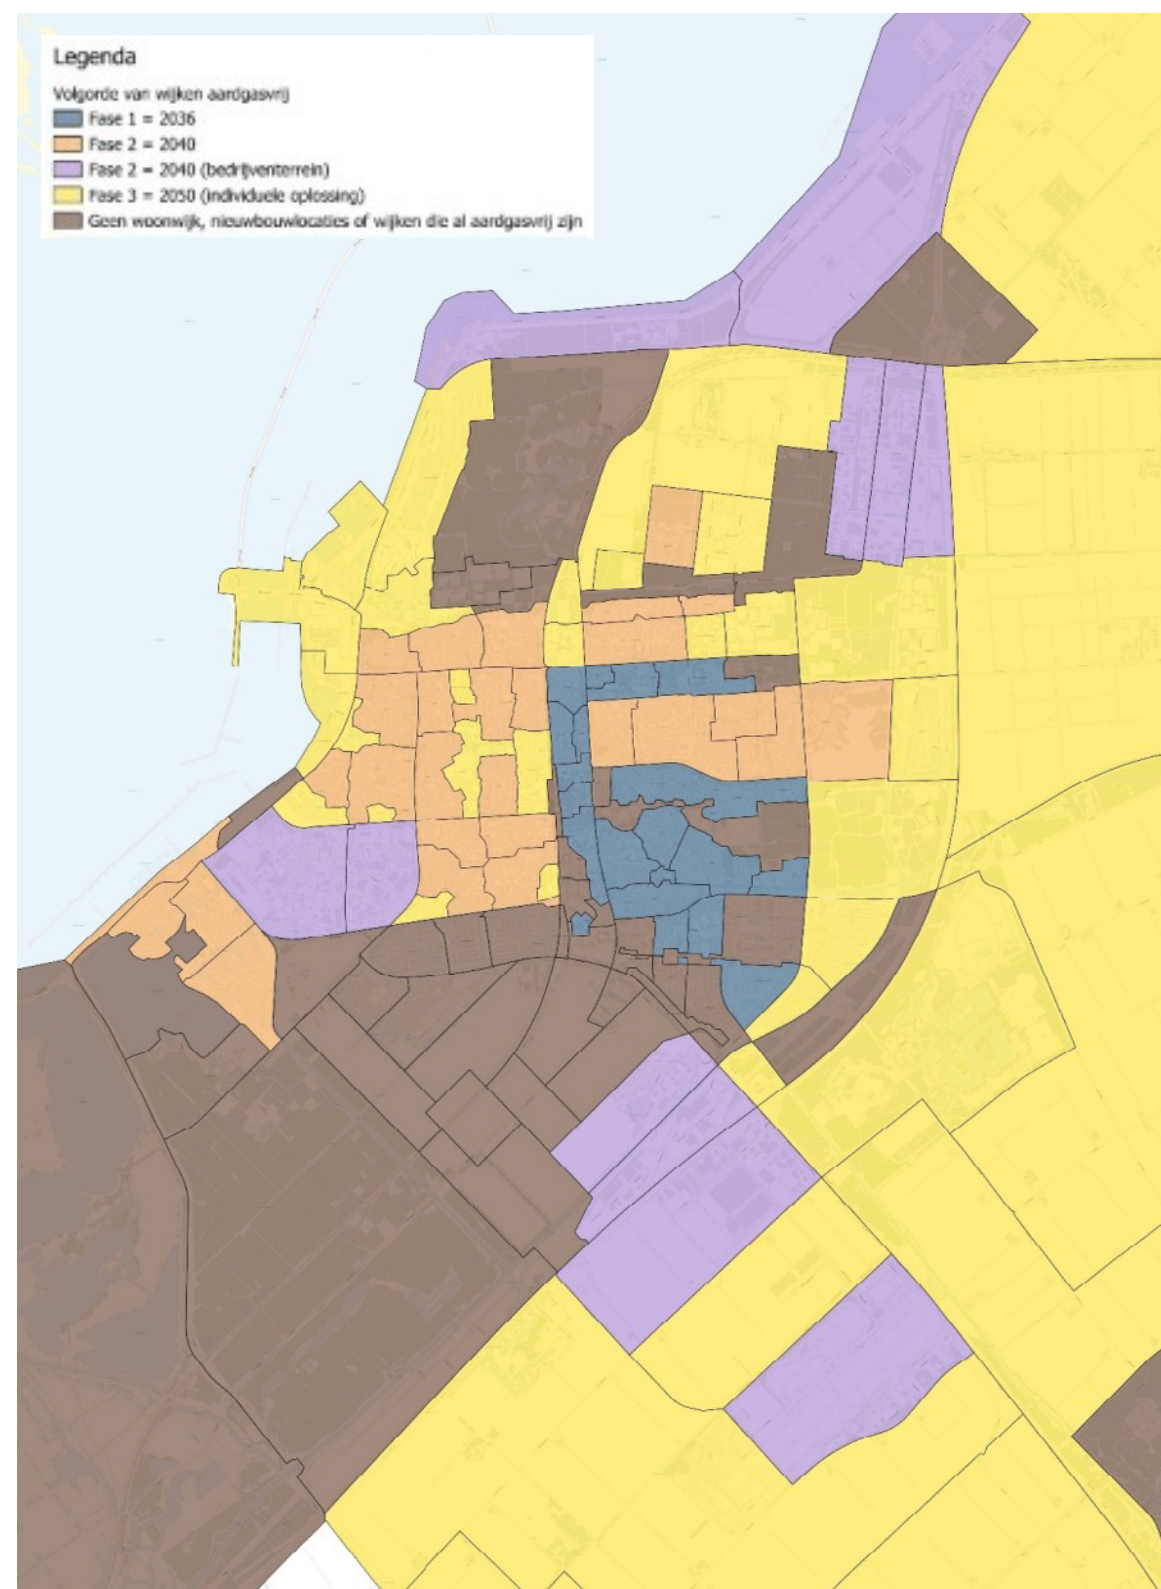 Legenda
Volgorde van wijken aardgasvrij
Fase 1 = 2036
Fase 2 = 2040
Fase 2 = 2040 (bedrijventerrein)
Fase 3 = 2050 (individuele oplossing)
Geen woonwijk, nieuwbouwlocaties of wijken die al aardgasvrij zijn